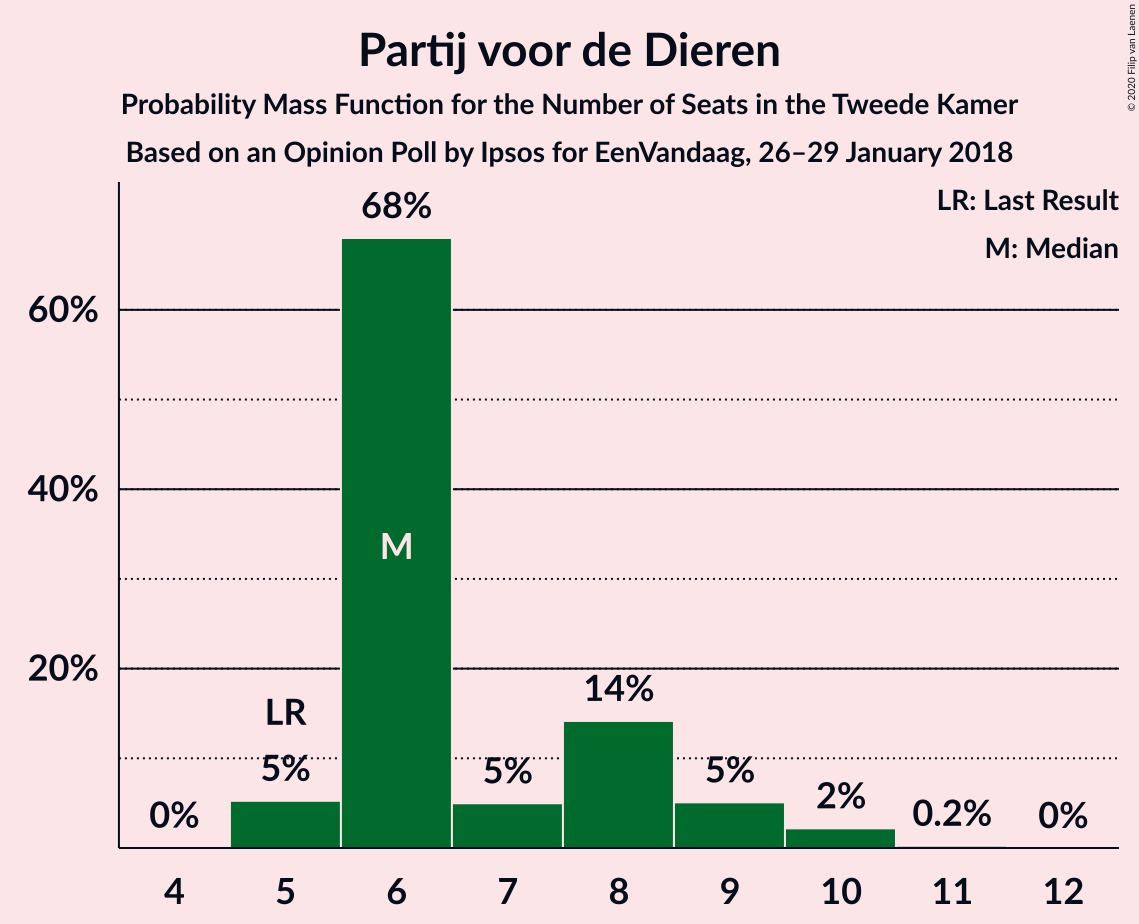 Partij voor de Dieren
Probability Mass Function for the Number of Seats in the Tweede Kamer
Based on an Opinion Poll by Ipsos for EenVandaag, 26–29 January 2018
© 2020 Filip van Laenen
LR: Last Result
M: Median
68%
60%
40%
M
20%
14%
LR
5%
5%
5%
2%
0%
0.2%
0%
4 5 6 7 8 9 10 11 12